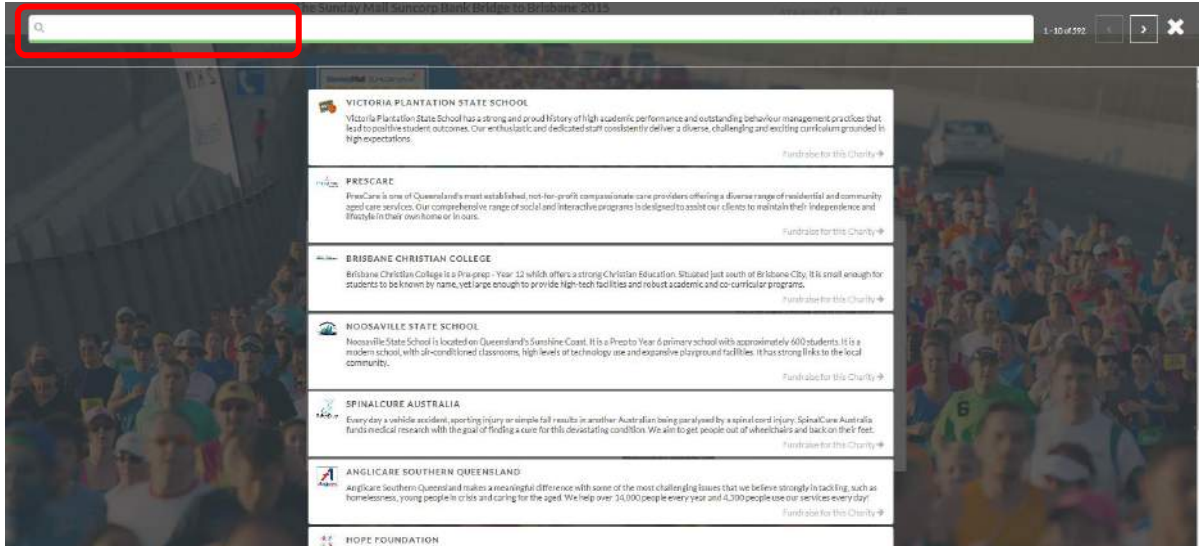 The Sunday Mail Suncorp Bank Bridge to Brisbane 2015
1-10 of 592
VICTORIA PLANTATION STATE SCHOOL
Victoria Plantation State School has a strong and proud history of high academic performance and outstanding behaviour management practices that
lead to positive student outcomes. Our enthusiastic and dedicated staff consistently deliver a diverse, challenging and exciting curriculum grounded in
high expectations.
Fundraise for this Charity →
PRESCARE
PresCare is one of Queensland's most established, not-for-profit compassionate care providers offering a diverse range of residential and community
aged care services. Our comprehensive range of social and interactive programs is designed to assist our clients to maintain their independence and
lifestyle in their own home or in ours.
Fundraise for this Charity →
BRISBANE CHRISTIAN COLLEGE
Brisbane Christian College is a Pre-prep - Year 12 which offers a strong Christian Education. Situated just south of Brisbane City, it is small enough for
students to be known by name, yet large enough to provide high-tech facilities and robust academic and co-curricular programs.
Fundraise for this Charity →
NOOSAVILLE STATE SCHOOL
Noosaville State School is located on Queensland's Sunshine Coast. It is a Prep to Year 6 primary school with approximately 600 students. It is a
modern school, with air-conditioned classrooms, high levels of technology use and expansive playground facilities. It has strong links to the local
community.
Fundraise for this Charity →
SPINALCURE AUSTRALIA
Every day a vehicle accident, sporting injury or simple fall results in another Australian being paralysed by a spinal cord injury. SpinalCure Australia
funds medical research with the goal of finding a cure for this devastating condition. We aim to get people out of wheelchairs and back on their feet.
Fundraise for this Charity →
ANGLICARE SOUTHERN QUEENSLAND
Anglicare Southern Queensland makes a meaningful difference with some of the most challenging issues that we believe strongly in tackling, such as
homelessness, young people in crisis and caring for the aged. We help over 14,000 people every year and 4,300 people use our services every day!
Fundraise for this Charity →
HOPE FOUNDATION